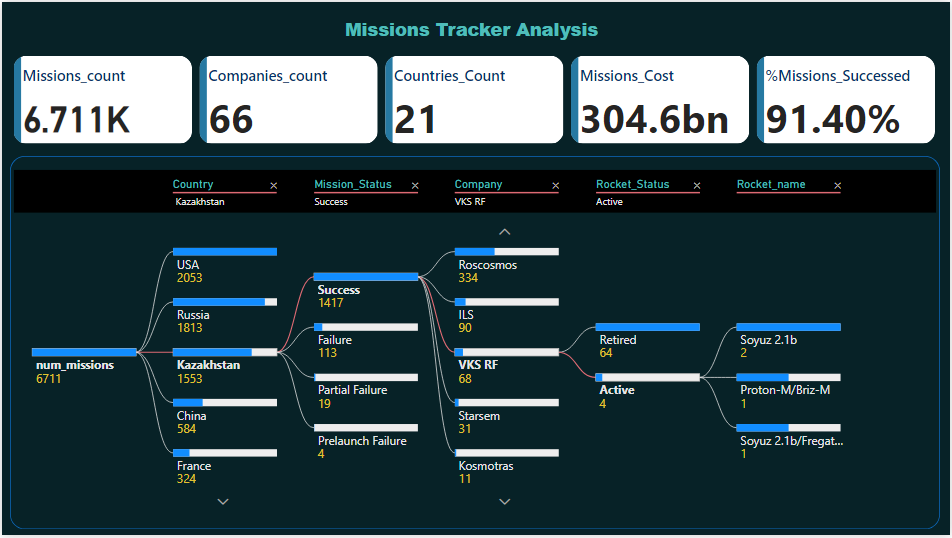 Missions Tracker Analysis
Missions_count
6.711K
Companies_count
66
Countries_Count
21
Missions_Cost
304.6bn
%Missions_Successed
91.40%
Country
Kazakhstan
Mission_Status
Success
Company
VKS RF
Rocket_Status
Active
Rocket_name
num_missions
6711
USA
2053
Russia
1813
Kazakhstan
1553
China
584
France
324
Success
1417
Failure
113
Partial Failure
19
Prelaunch Failure
4
Roscosmos
334
ILS
90
VKS RF
68
Starsem
31
Kosmotras
11
Retired
64
Active
4
Soyuz 2.1b
2
Proton-M/Briz-M
1
Soyuz 2.1b/Fregat...
1